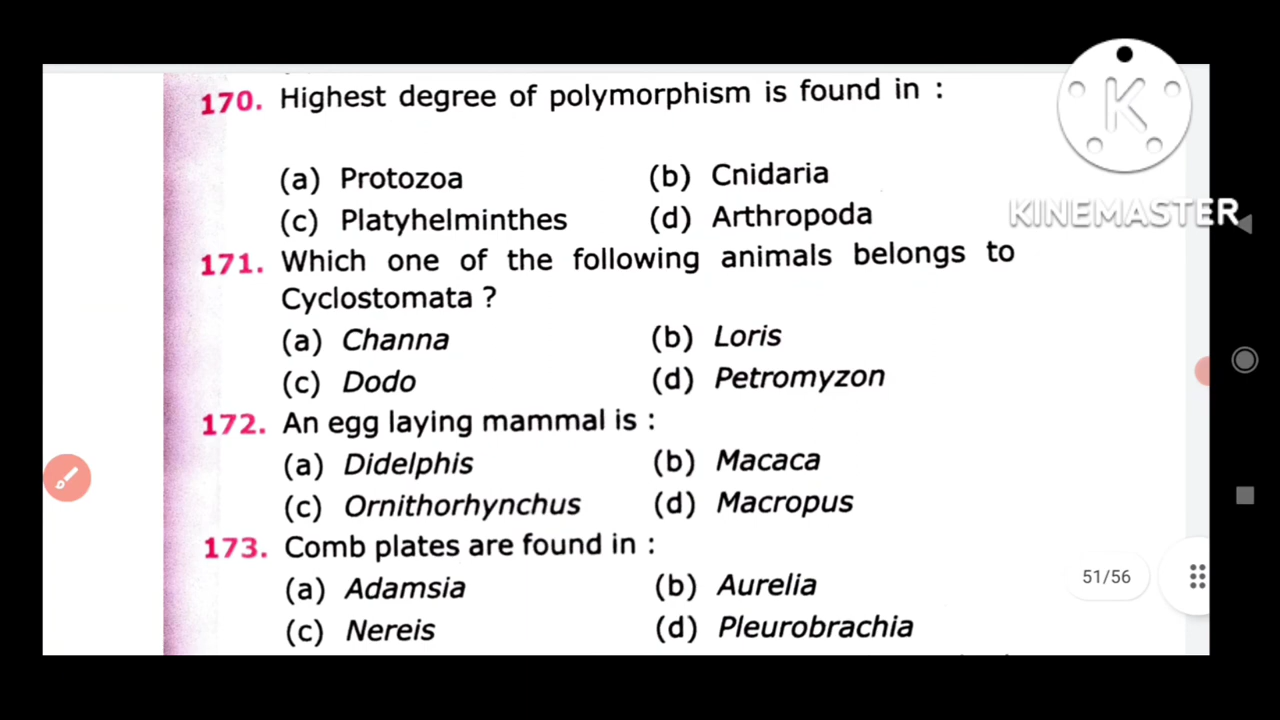 170. Highest degree of polymorphism is found in :
(a) Protozoa (b) Cnidaria
(c) Platyhelminthes (d) Arthropoda
171. Which one of the following animals belongs to
Cyclostomata ?
(a) Channa (b) Loris
(c) Dodo (d) Petromyzon
172. An egg laying mammal is :
(a) Didelphis (b) Macaca
(c) Ornithorhynchus (d) Macropus
173. Comb plates are found in :
(a) Adamsia (b) Aurelia
(c) Nereis (d) Pleurobrachia
K
KINEMASTER
51/56